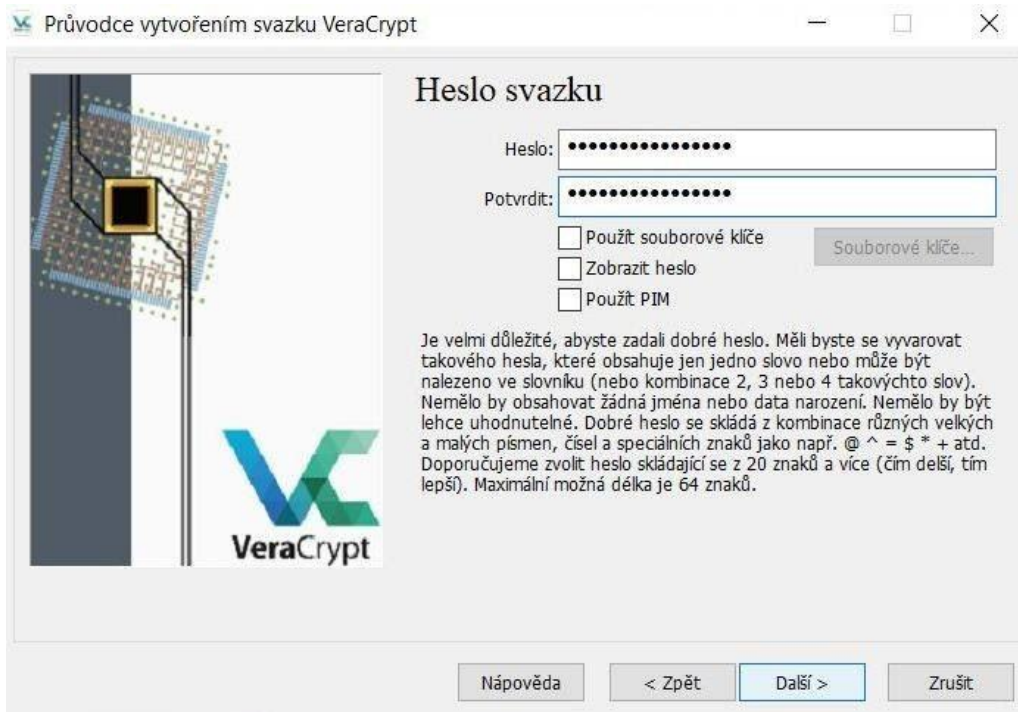 Průvodce vytvořením svazku VeraCrypt
Heslo svazku
Heslo: ••••••••••••••••
Potvrdit: ••••••••••••••••
Použít souborové klíče
Souborové klíče...
Zobrazit heslo
Použít PIM
Je velmi důležité, abyste zadali dobré heslo. Měli byste se vyvarovat
takového hesla, které obsahuje jen jedno slovo nebo může být
nalezeno ve slovníku (nebo kombinace 2, 3 nebo 4 takovýchto slov).
Nemělo by obsahovat žádná jména nebo data narození. Nemělo by být
lehce uhodnutelné. Dobré heslo se skládá z kombinace různých velkých
a malých písmen, čísel a speciálních znaků jako např. @ ^ = $ * + atd.
Doporučujeme zvolit heslo skládající se z 20 znaků a více (čím delší, tím
lepší). Maximální možná délka je 64 znaků.
VeraCrypt
Nápověda
< Zpět
Další >
Zrušit